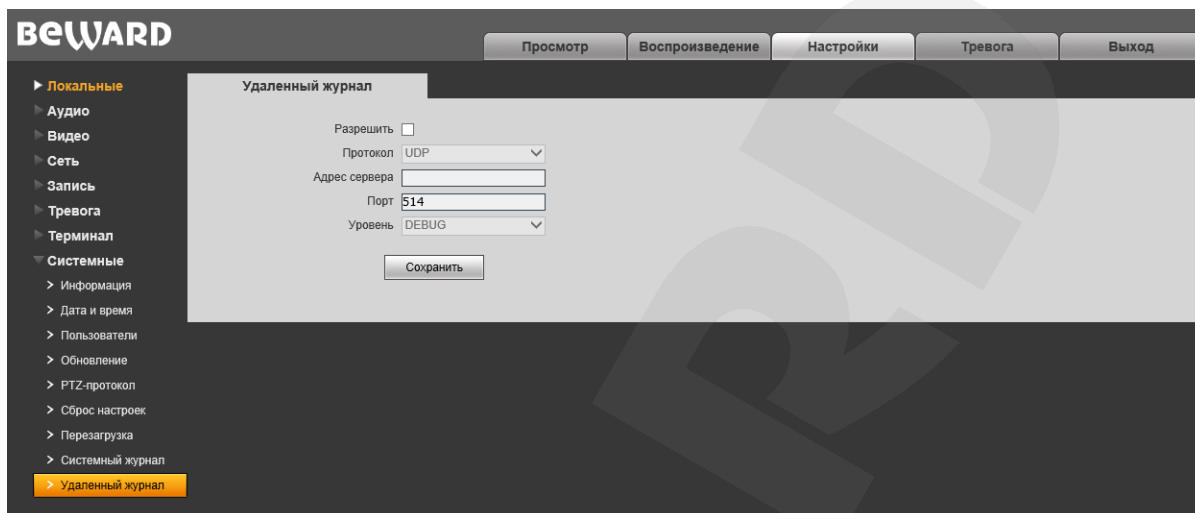 BEWARD
Просмотр
Воспроизведение
Настройки
Тревога
Выход
Локальные
Аудио
Видео
Сеть
Запись
Тревога
Терминал
Системные
Информация
Дата и время
Пользователи
Обновление
PTZ-протокол
Сброс настроек
Перезагрузка
Системный журнал
Удаленный журнал
Удаленный журнал
Разрешить
Протокол UDP
Адрес сервера
Порт 514
Уровень DEBUG
Сохранить